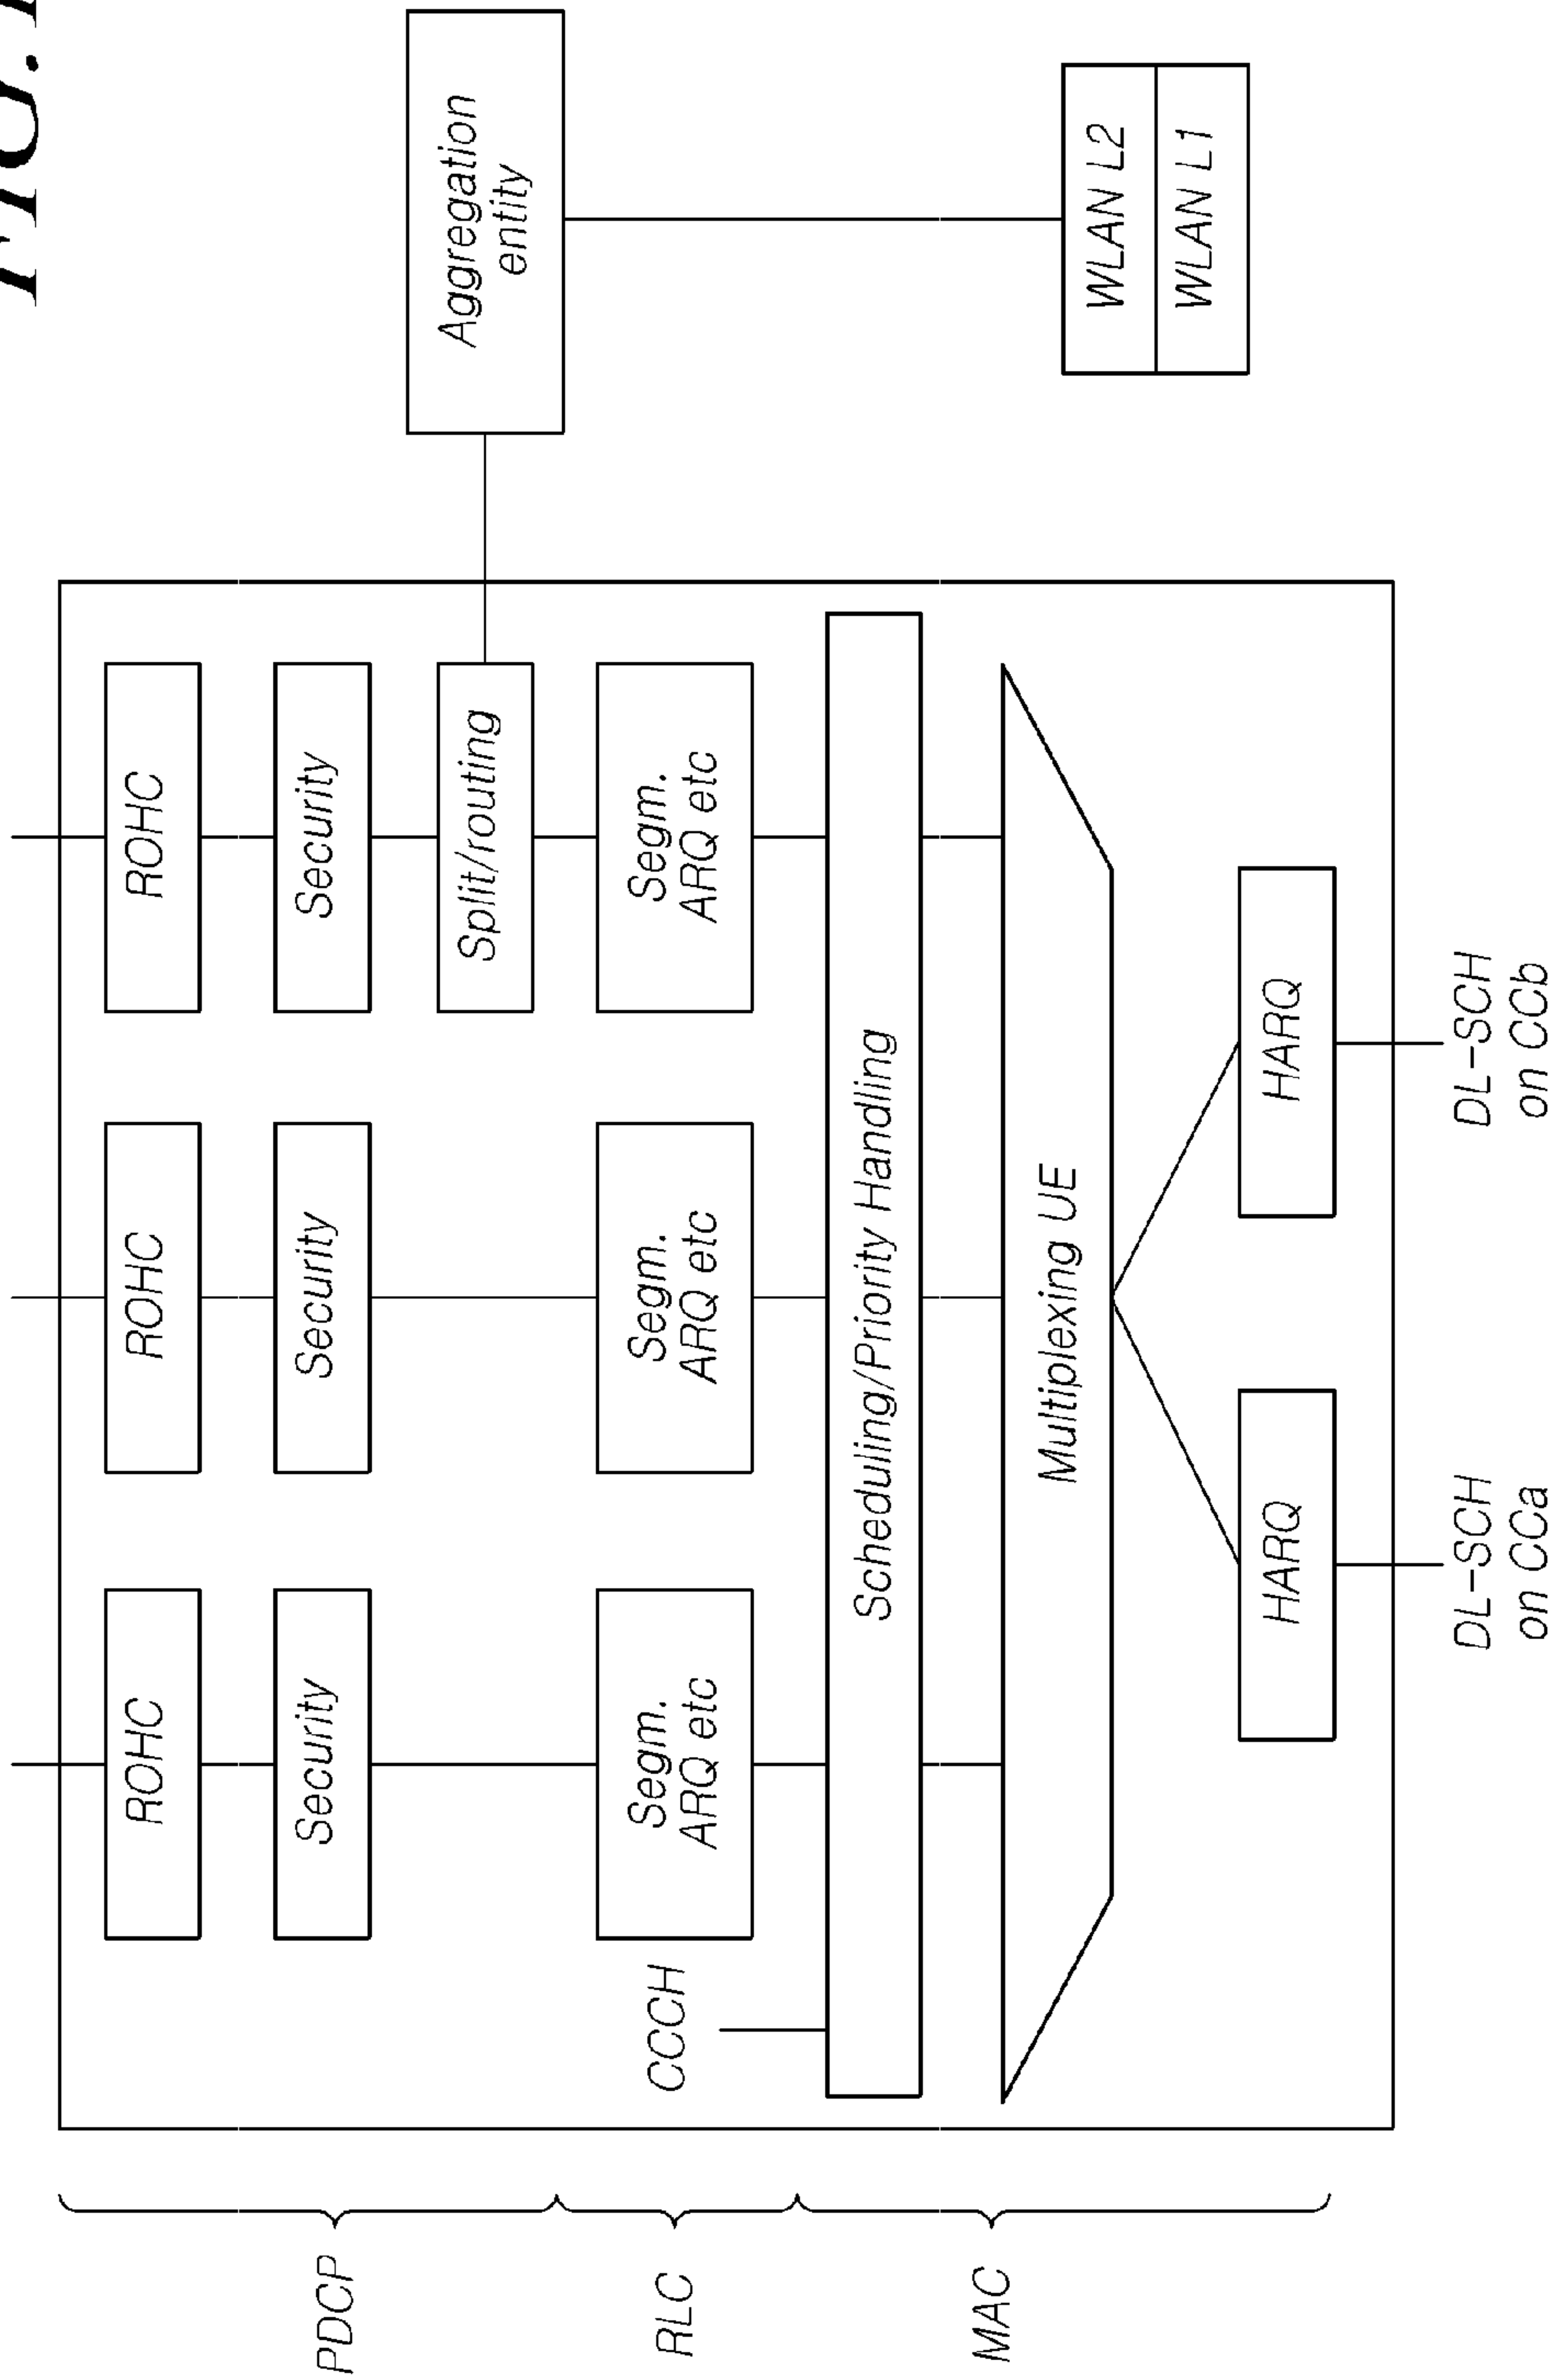 FIG.
PDCP
ROHC
ROHC
ROHC
Security
Security
Security
Split/routing
Aggregation
entity
RLC
CCCH
Segm.
ARQ etc
Segm.
ARQ etc
Segm.
ARQ etc
MAC
Scheduling/Priority Handling
Multiplexing UE
HARQ
HARQ
WLAN L2
WLAN L1
DL-SCH
on CCa
DL-SCH
on CCb